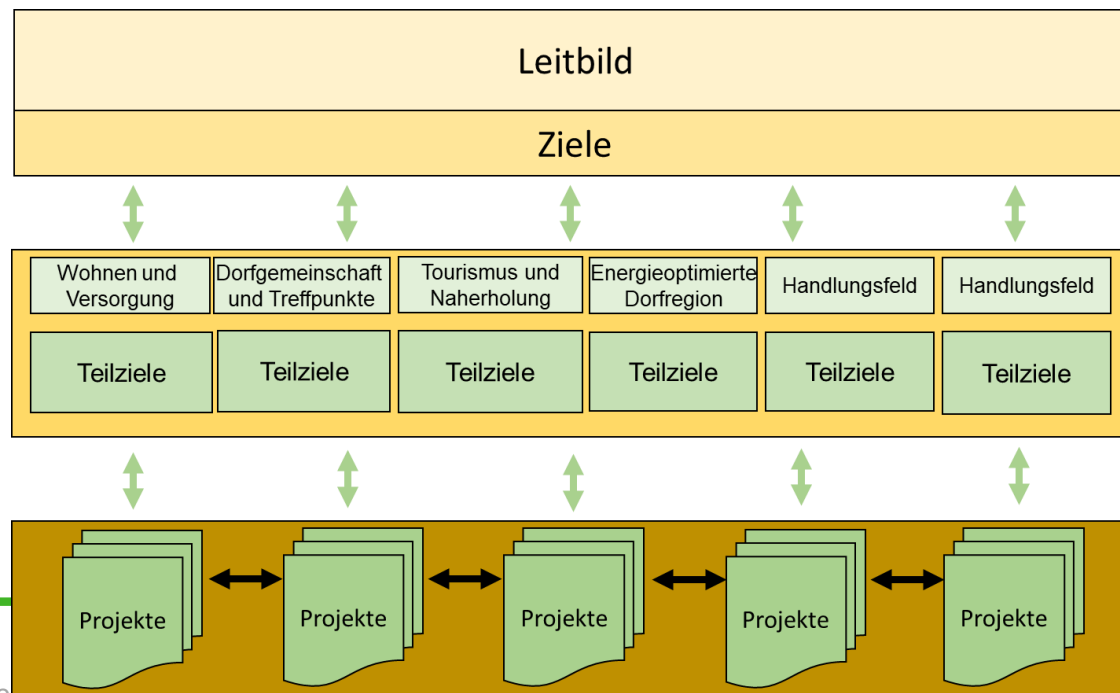 Leitbild
Ziele
Wohnen und
Versorgung
Dorfgemeinschaft
und Treffpunkte
Tourismus und
Naherholung
Energieoptimierte
Dorfregion
Handlungsfeld
Handlungsfeld
Teilziele
Teilziele
Teilziele
Teilziele
Teilziele
Teilziele
Projekte
Projekte
Projekte
Projekte
Projekte